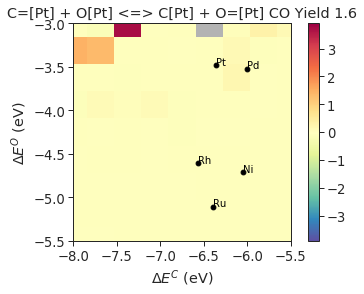 C=[Pt] + O[Pt] <=> C[Pt] + O=[Pt] CO Yield 1.6
−3.0
−3.5
−4.0
−4.5
−5.0
−5.5
ΔE^O (eV)
Pt
Pd
Rh
Ni
Ru
−8.0 −7.5 −7.0 −6.5 −6.0 −5.5
ΔE^C (eV)
3
2
1
0
−1
−2
−3